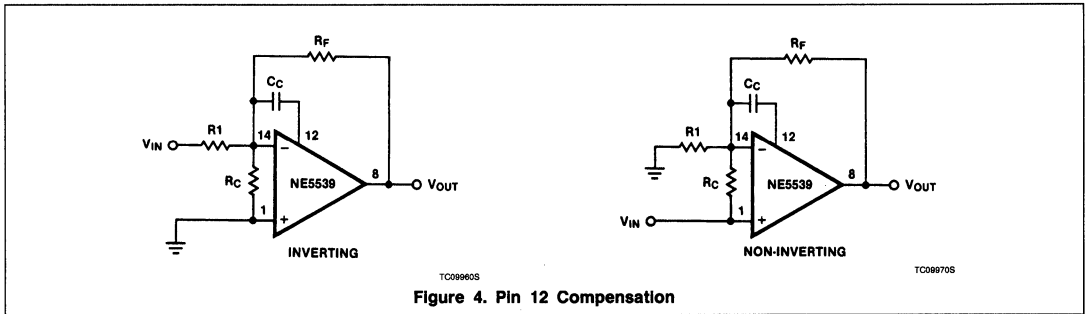 RF
CC
R1
VIN
14
12
RC
NE5539
8
VOUT
1
−
+
INVERTING
TC09960S
RF
CC
R1
14
12
RC
NE5539
8
VOUT
1
VIN
−
+
NON-INVERTING
TC09970S
Figure 4. Pin 12 Compensation